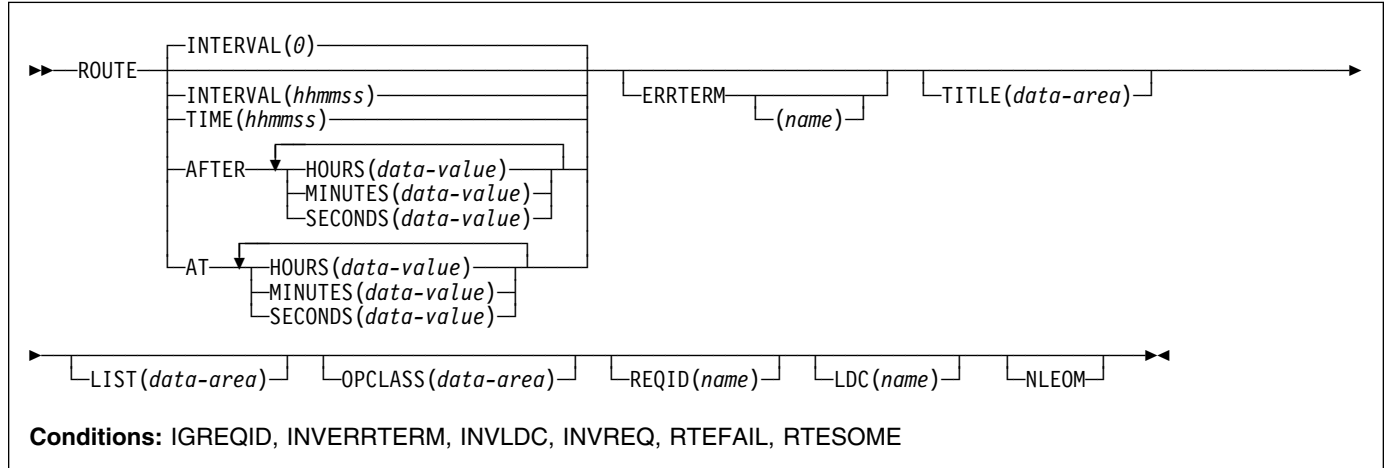 INTERVAL(0)
ROUTE
INTERVAL(hhmmss) ERRTERM TITLE(data-area)
TIME(hhmmss) (name)
AFTER HOURS(data-value)
MINUTES(data-value)
SECONDS(data-value)
AT HOURS(data-value)
MINUTES(data-value)
SECONDS(data-value)
LIST(data-area) OPCLASS(data-area) REQID(name) LDC(name) NLEOM
Conditions: IGREQID, INVERRTERM, INVLDC, INVREQ, RTEFAIL, RTESOME